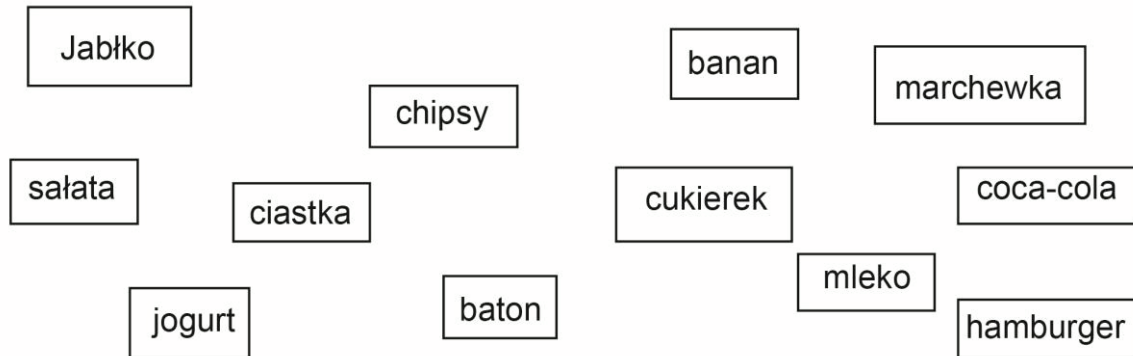 Jabłko
banan
marchewka
chipsy
sałata
ciastka
cukierek
coca-cola
mleko
jogurt
baton
hamburger